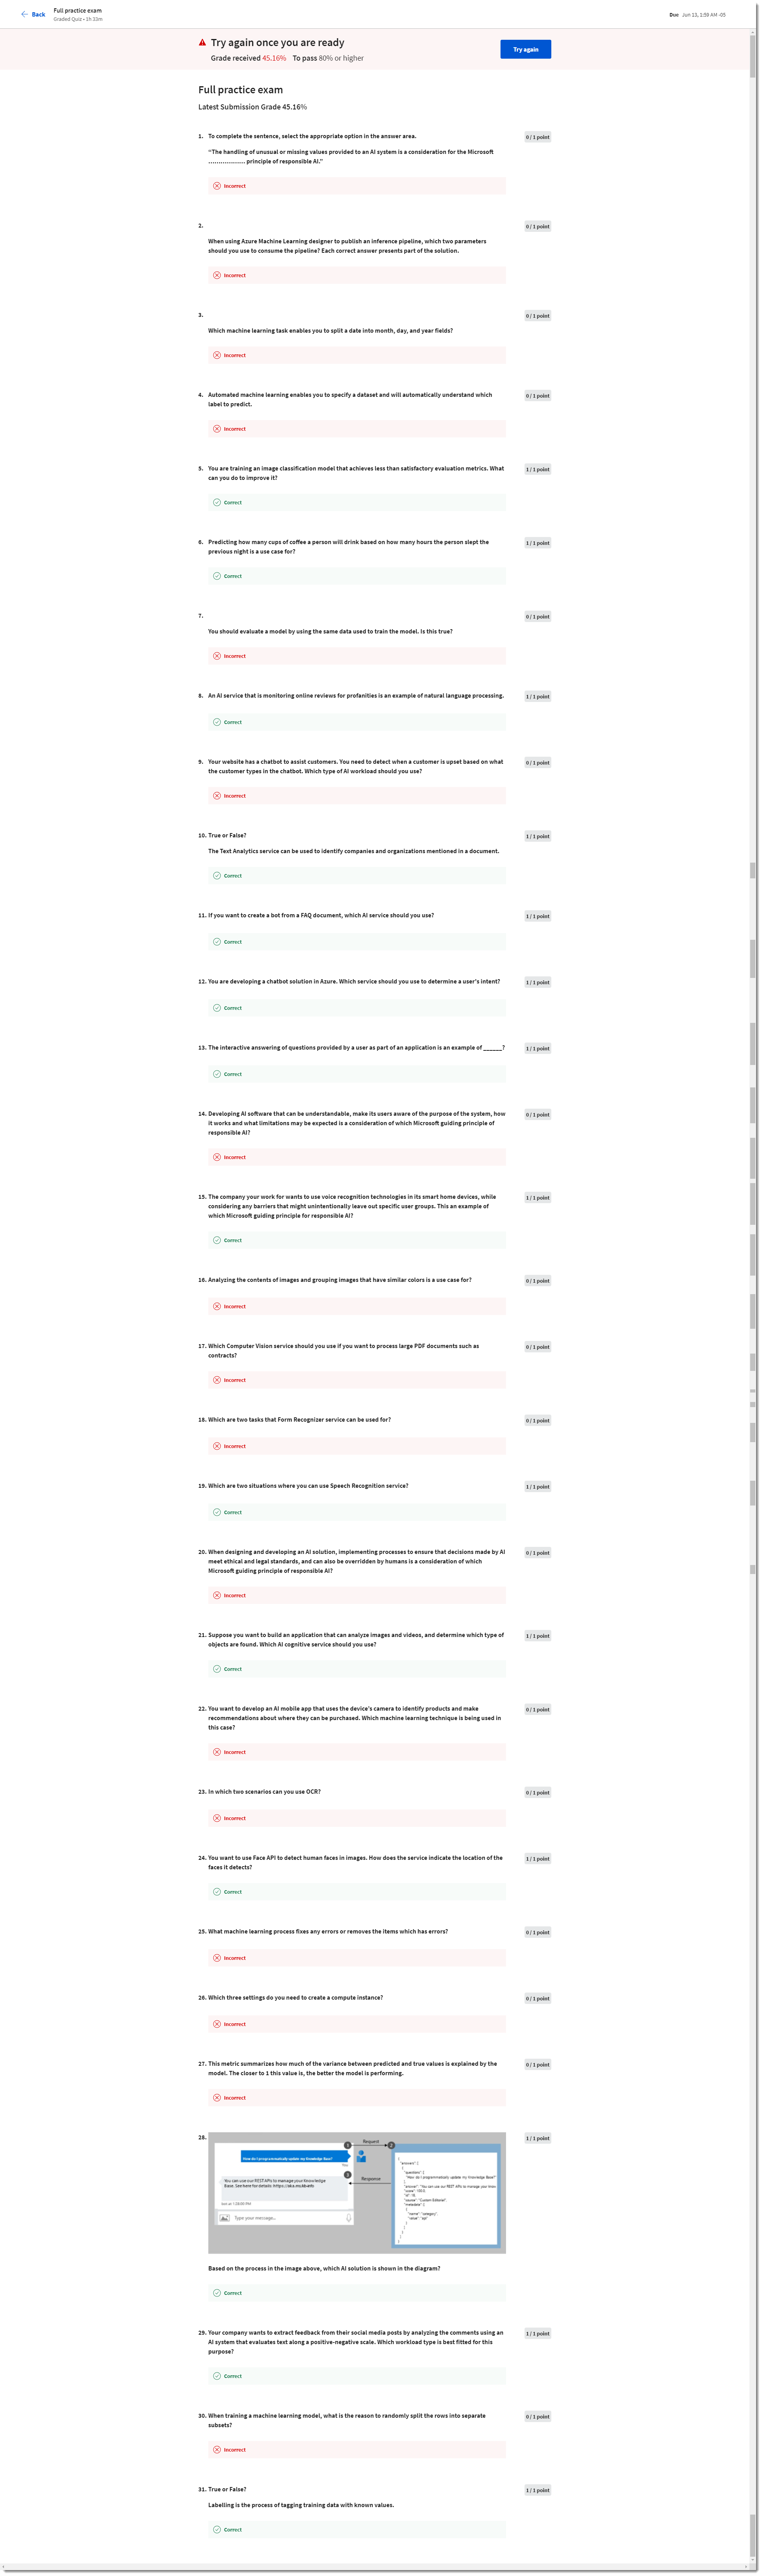 Back
Full practice exam
Graded Quiz • 1h 33m
Due Jun 13, 1:59 AM -05
Try again once you are ready
Grade received 45.16% To pass 80% or higher
Try again
Full practice exam
Latest Submission Grade 45.16%
1. To complete the sentence, select the appropriate option in the answer area.
0 / 1 point
“The handling of unusual or missing values provided to an AI system is a consideration for the Microsoft
……………….. principle of responsible AI.”
Incorrect
2.
0 / 1 point
When using Azure Machine Learning designer to publish an inference pipeline, which two parameters
should you use to consume the pipeline? Each correct answer presents part of the solution.
Incorrect
3.
0 / 1 point
Which machine learning task enables you to split a date into month, day, and year fields?
Incorrect
4. Automated machine learning enables you to specify a dataset and will automatically understand which
label to predict.
0 / 1 point
Incorrect
5. You are training an image classification model that achieves less than satisfactory evaluation metrics. What
can you do to improve it?
1 / 1 point
Correct
6. Predicting how many cups of coffee a person will drink based on how many hours the person slept the
previous night is a use case for?
1 / 1 point
Correct
7.
0 / 1 point
You should evaluate a model by using the same data used to train the model. Is this true?
Incorrect
8. An AI service that is monitoring online reviews for profanities is an example of natural language processing.
1 / 1 point
Correct
9. Your website has a chatbot to assist customers. You need to detect when a customer is upset based on what
the customer types in the chatbot. Which type of AI workload should you use?
0 / 1 point
Incorrect
10. True or False?
1 / 1 point
The Text Analytics service can be used to identify companies and organizations mentioned in a document.
Correct
11. If you want to create a bot from a FAQ document, which AI service should you use?
1 / 1 point
Correct
12. You are developing a chatbot solution in Azure. Which service should you use to determine a user's intent?
1 / 1 point
Correct
13. The interactive answering of questions provided by a user as part of an application is an example of ______?
1 / 1 point
Correct
14. Developing AI software that can be understandable, make its users aware of the purpose of the system, how
it works and what limitations may be expected is a consideration of which Microsoft guiding principle of
responsible AI?
0 / 1 point
Incorrect
15. The company your work for wants to use voice recognition technologies in its smart home devices, while
considering any barriers that might unintentionally leave out specific user groups. This an example of
which Microsoft guiding principle for responsible AI?
1 / 1 point
Correct
16. Analyzing the contents of images and grouping images that have similar colors is a use case for?
0 / 1 point
Incorrect
17. Which Computer Vision service should you use if you want to process large PDF documents such as
contracts?
0 / 1 point
Incorrect
18. Which are two tasks that Form Recognizer service can be used for?
0 / 1 point
Incorrect
19. Which are two situations where you can use Speech Recognition service?
1 / 1 point
Correct
20. When designing and developing an AI solution, implementing processes to ensure that decisions made by AI
meet ethical and legal standards, and can also be overridden by humans is a consideration of which
Microsoft guiding principle of responsible AI?
0 / 1 point
Incorrect
21. Suppose you want to build an application that can analyze images and videos, and determine which type of
objects are found. Which AI cognitive service should you use?
1 / 1 point
Correct
22. You want to develop an AI mobile app that uses the device's camera to identify products and make
recommendations about where they can be purchased. Which machine learning technique is being used in
this case?
0 / 1 point
Incorrect
23. In which two scenarios can you use OCR?
0 / 1 point
Incorrect
24. You want to use Face API to detect human faces in images. How does the service indicate the location of the
faces it detects?
1 / 1 point
Correct
25. What machine learning process fixes any errors or removes the items which has errors?
0 / 1 point
Incorrect
26. Which three settings do you need to create a compute instance?
0 / 1 point
Incorrect
27. This metric summarizes how much of the variance between predicted and true values is explained by the
model. The closer to 1 this value is, the better the model is performing.
0 / 1 point
Incorrect
28.
1 / 1 point
1 Request 2
How do I programmatically update my Knowledge Base?
You
3 Response
You can use our REST APIs to manage your Knowledge
Base.
Type your message...
"answers": [
"questions": [
"How do I programmatically update my Knowledge Base?"
Based on the process in the image above, which AI solution is shown in the diagram?
Correct
29. Your company wants to extract feedback from their social media posts by analyzing the comments using an
AI system that evaluates text along a positive-negative scale. Which workload type is best fitted for this
purpose?
1 / 1 point
Correct
30. When training a machine learning model, what is the reason to randomly split the rows into separate
subsets?
0 / 1 point
Incorrect
31. True or False?
1 / 1 point
Labelling is the process of tagging training data with known values.
Correct